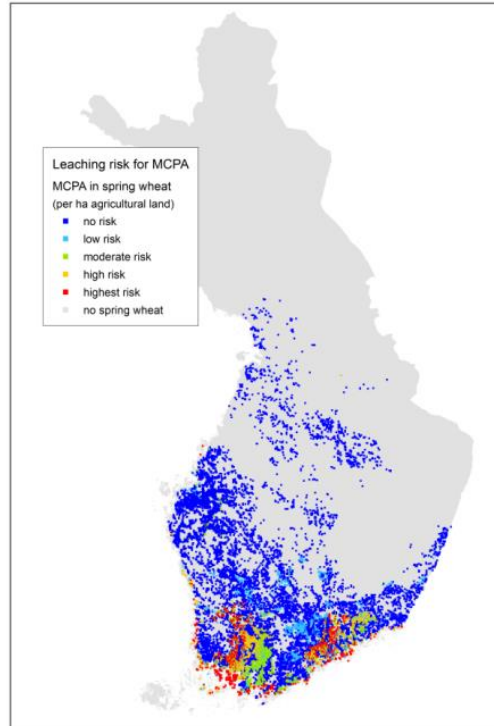 Leaching risk for MCPA
MCPA in spring wheat
(per ha agricultural land)
no risk
low risk
moderate risk
high risk
highest risk
no spring wheat